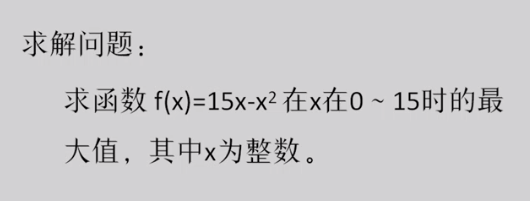 求解问题：
求函数 f(x)=15x-x² 在x在0 ~ 15时的最
大值，其中x为整数。